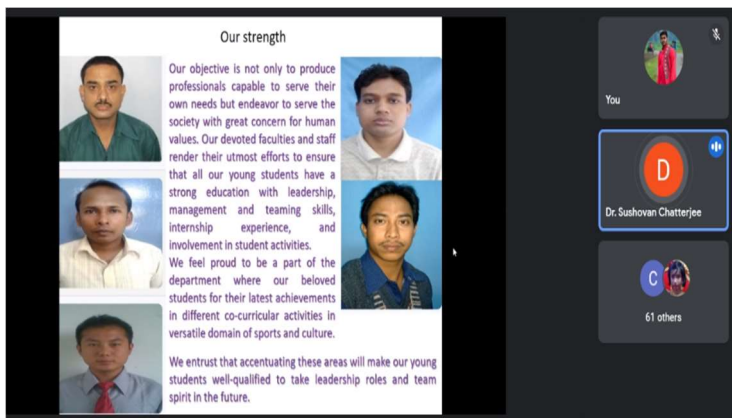 Our strength
Our objective is not only to produce
professionals capable to serve their
own needs but endeavor to serve the
society with great concern for human
values. Our devoted faculties and staff
render their utmost efforts to ensure
that all our young students have a
strong education with leadership,
management and teaming skills,
internship experience, and
involvement in student activities.
We feel proud to be a part of the
department where our beloved
students for their latest achievements
in different co-curricular activities in
versatile domain of sports and culture.
We entrust that accentuating these areas will make our young
students well-qualified to take leadership roles and team
spirit in the future.
You
D
Dr. Sushovan Chatterjee
C
61 others